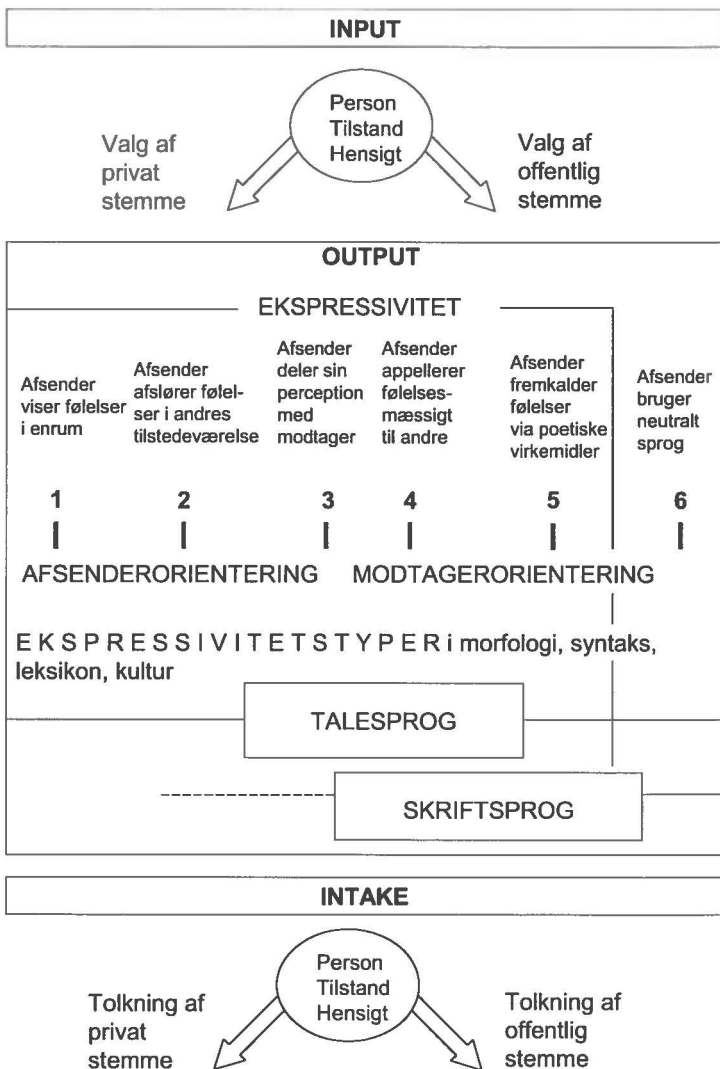 INPUT
Person
Tilstand
Hensigt
Valg af
privat
stemme
Valg af
offentlig
stemme
OUTPUT
EKSPRESSIVITET
Afsender
viser følelser
i enrum
Afsender
afslører følel-
ser i andres
tilstedeværelse
Afsender
deler sin
perception
med
modtager
Afsender
appellerer
følelses-
mæssigt
til andre
Afsender
fremkalder
følelser
via poetiske
virkemidler
Afsender
bruger
neutralt
sprog
1 2 3 4 5 6
AFSENDERORIENTERING MODTAGERORIENTERING
E K S P R E S S I V I T E T S T Y P E R i morfologi, syntaks,
leksikon, kultur
TALESPROG
SKRIFTSPROG
INTAKE
Person
Tilstand
Hensigt
Tolkning af
privat
stemme
Tolkning af
offentlig
stemme